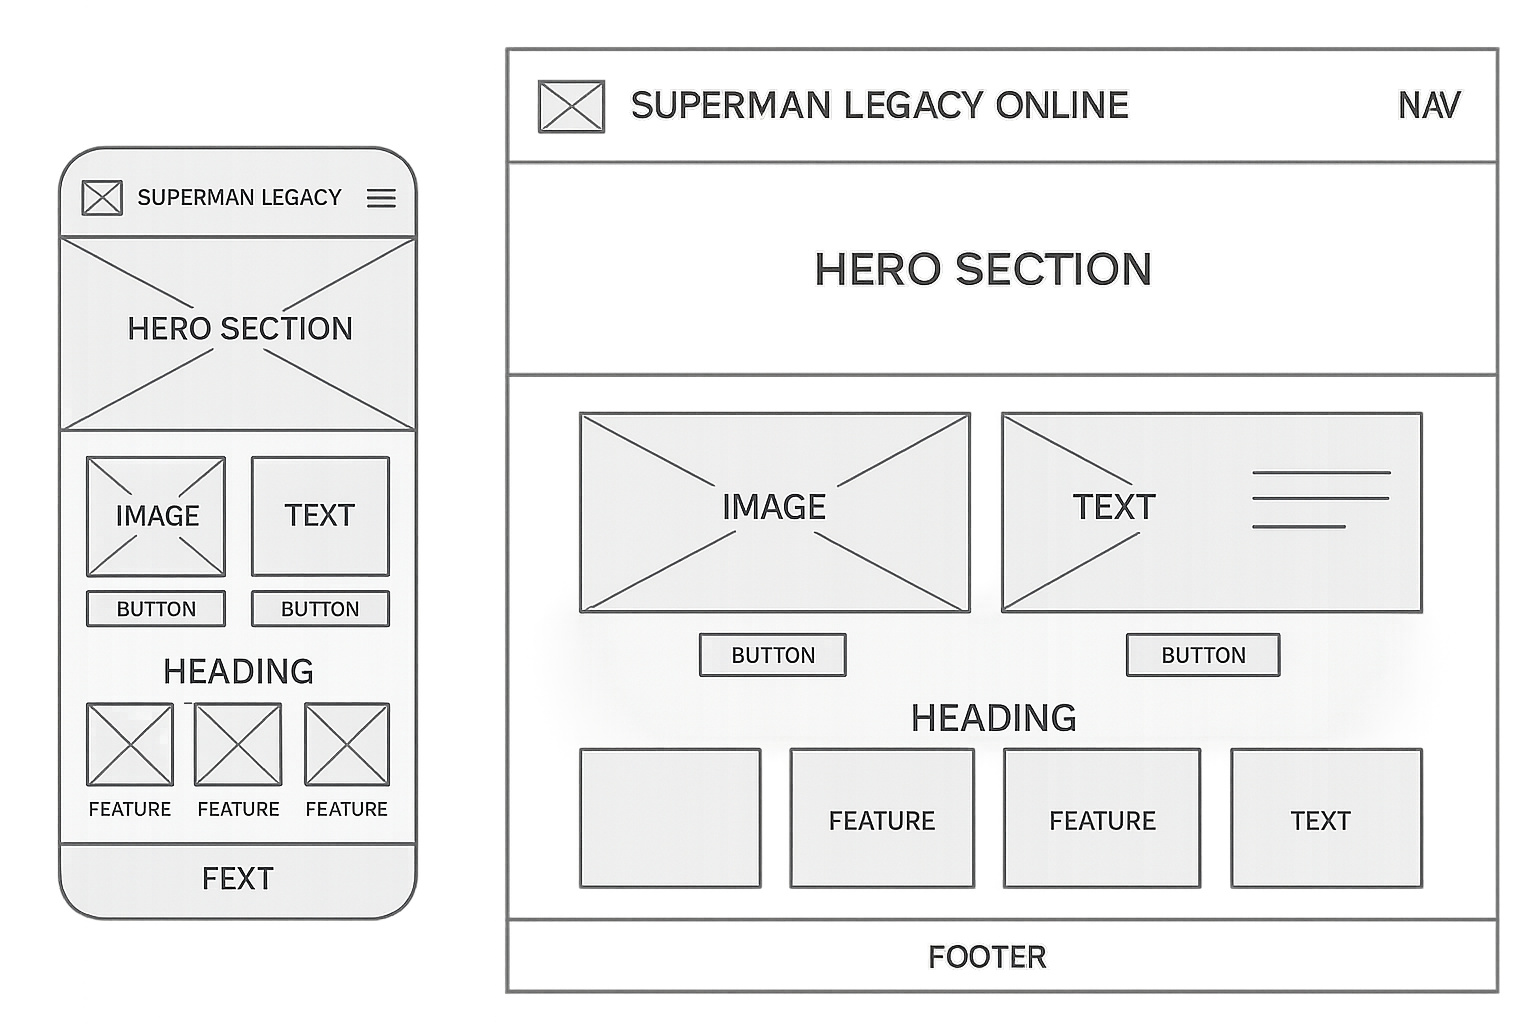 SUPERMAN LEGACY
HERO SECTION
IMAGE TEXT
BUTTON BUTTON
HEADING
FEATURE FEATURE FEATURE
FEXT
SUPERMAN LEGACY ONLINE NAV
HERO SECTION
IMAGE TEXT
BUTTON BUTTON
HEADING
FEATURE FEATURE TEXT
FOOTER